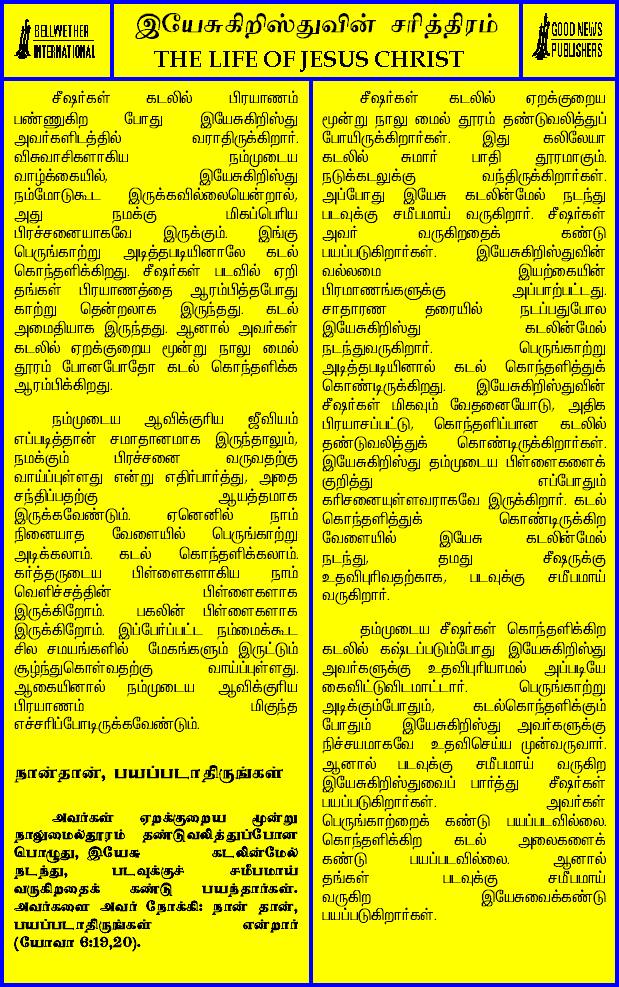 BELLWETHER
INTERNATIONAL
இயேசுகிறிஸ்துவின் சரித்திரம்
THE LIFE OF JESUS CHRIST
GOOD NEWS
PUBLISHERS
சீஷர்கள் கடலில் பிரயாணம்
பண்ணுகிற போது இயேசுகிறிஸ்து
அவர்களிடத்தில் வராதிருக்கிறார்.
விசுவாசிகளாகிய நம்முடைய
வாழ்க்கையில், இயேசுகிறிஸ்து
நம்மோடுகூட இருக்கவில்லையென்றால்,
அது நமக்கு மிகப்பெரிய
பிரச்சனையாகவே இருக்கும். இங்கு
பெருங்காற்று அடித்தபடியினாலே கடல்
கொந்தளிக்கிறது. சீஷர்கள் படவில் ஏறி
தங்கள் பிரயாணத்தை ஆரம்பித்தபோது
காற்று தென்றலாக இருந்தது. கடல்
அமைதியாக இருந்தது. ஆனால் அவர்கள்
கடலில் ஏறக்குறைய மூன்று நாலு மைல்
தூரம் போனபோதோ கடல் கொந்தளிக்க
ஆரம்பிக்கிறது.
நம்முடைய ஆவிக்குரிய ஜீவியம்
எப்படித்தான் சமாதானமாக இருந்தாலும்,
நமக்கும் பிரச்சனை வருவதற்கு
வாய்ப்புள்ளது என்று எதிர்பார்த்து, அதை
சந்திப்பதற்கு ஆயத்தமாக
இருக்கவேண்டும். ஏனெனில் நாம்
நினையாத வேளையில் பெருங்காற்று
அடிக்கலாம். கடல் கொந்தளிக்கலாம்.
கர்த்தருடைய பிள்ளைகளாகிய நாம்
வெளிச்சத்தின் பிள்ளைகளாக
இருக்கிறோம். பகலின் பிள்ளைகளாக
இருக்கிறோம். இப்பேர்ப்பட்ட நம்மைக்கூட
சில சமயங்களில் மேகங்களும் இருட்டும்
சூழ்ந்துகொள்வதற்கு வாய்ப்புள்ளது.
ஆகையினால் நம்முடைய ஆவிக்குரிய
பிரயாணம் மிகுந்த
எச்சரிப்போடிருக்கவேண்டும்.
நான்தான், பயப்படாதிருங்கள்
அவர்கள் ஏறக்குறைய மூன்று
நாலுமைல்தூரம் தண்டுவலித்துப்போன
பொழுது, இயேசு கடலின்மேல்
நடந்து, படவுக்குச் சமீபமாய்
வருகிறதைக் கண்டு பயந்தார்கள்.
அவர்களை அவர் நோக்கி: நான் தான்,
பயப்படாதிருங்கள் என்றார்
(யோவா 6:19,20).
சீஷர்கள் கடலில் ஏறக்குறைய
மூன்று நாலு மைல் தூரம் தண்டுவலித்துப்
போயிருக்கிறார்கள். இது கலிலேயா
கடலில் சுமார் பாதி தூரமாகும்.
நடுக்கடலுக்கு வந்திருக்கிறார்கள்.
அப்போது இயேசு கடலின்மேல் நடந்து
படவுக்கு சமீபமாய் வருகிறார். சீஷர்கள்
அவர் வருகிறதைக் கண்டு
பயப்படுகிறார்கள். இயேசுகிறிஸ்துவின்
வல்லமை இயற்கையின்
பிரமாணங்களுக்கு அப்பாற்பட்டது.
சாதாரண தரையில் நடப்பதுபோல
இயேசுகிறிஸ்து கடலின்மேல்
நடந்துவருகிறார். பெருங்காற்று
அடித்தபடியினால் கடல் கொந்தளித்துக்
கொண்டிருக்கிறது. இயேசுகிறிஸ்துவின்
சீஷர்கள் மிகவும் வேதனையோடு, அதிக
பிரயாசப்பட்டு, கொந்தளிப்பான கடலில்
தண்டுவலித்துக் கொண்டிருக்கிறார்கள்.
இயேசுகிறிஸ்து தம்முடைய பிள்ளைகளைக்
குறித்து எப்போதும்
கரிசனையுள்ளவராகவே இருக்கிறார். கடல்
கொந்தளித்துக் கொண்டிருக்கிற
வேளையில் இயேசு கடலின்மேல்
நடந்து, தமது சீஷருக்கு
உதவிபுரிவதற்காக, படவுக்கு சமீபமாய்
வருகிறார்.
தம்முடைய சீஷர்கள் கொந்தளிக்கிற
கடலில் கஷ்டப்படும்போது இயேசுகிறிஸ்து
அவர்களுக்கு உதவிபுரியாமல் அப்படியே
கைவிட்டுவிடமாட்டார். பெருங்காற்று
அடிக்கும்போதும், கடல்கொந்தளிக்கும்
போதும் இயேசுகிறிஸ்து அவர்களுக்கு
நிச்சயமாகவே உதவிசெய்ய முன்வருவார்.
ஆனால் படவுக்கு சமீபமாய் வருகிற
இயேசுகிறிஸ்துவைப் பார்த்து சீஷர்கள்
பயப்படுகிறார்கள். அவர்கள்
பெருங்காற்றைக் கண்டு பயப்படவில்லை.
கொந்தளிக்கிற கடல் அலைகளைக்
கண்டு பயப்படவில்லை. ஆனால்
தங்கள் படவுக்கு சமீபமாய்
வருகிற இயேசுவைக்கண்டு
பயப்படுகிறார்கள்.